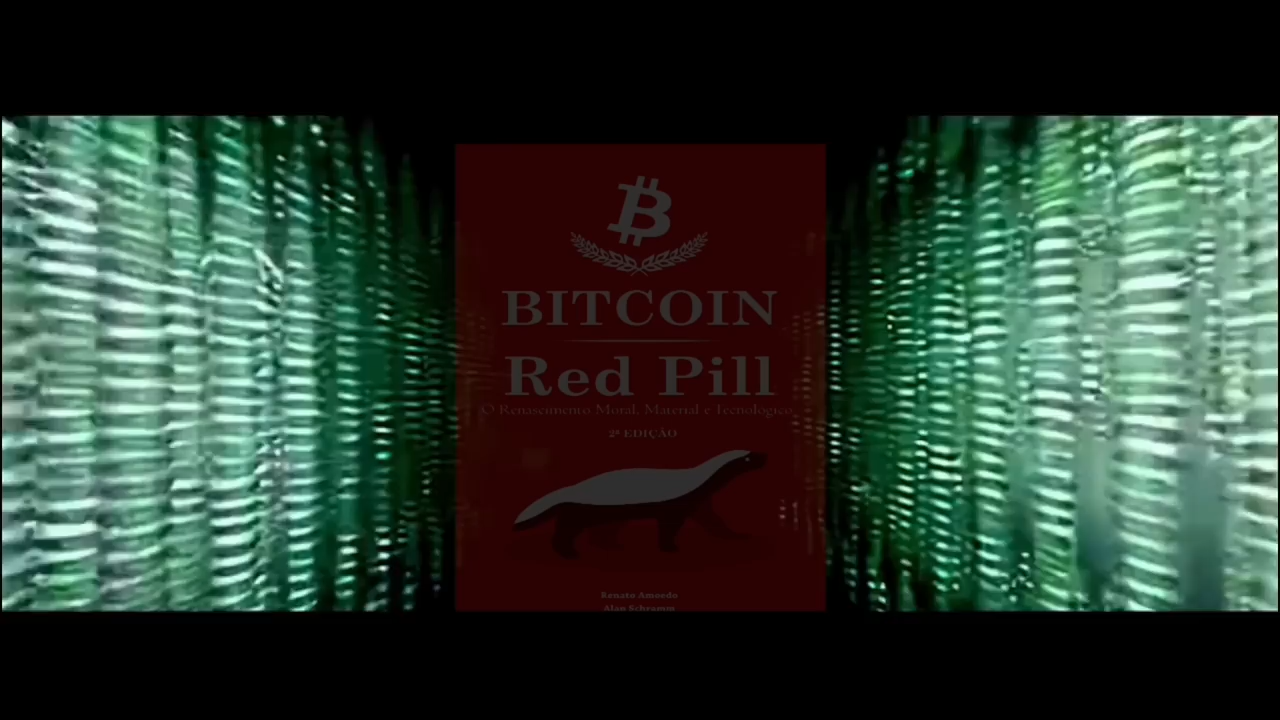 BITCOIN
Red Pill
O Renascimento Moral, Material e Tecnológico
2ª EDIÇÃO
Renato Amoedo
Alan Schramm